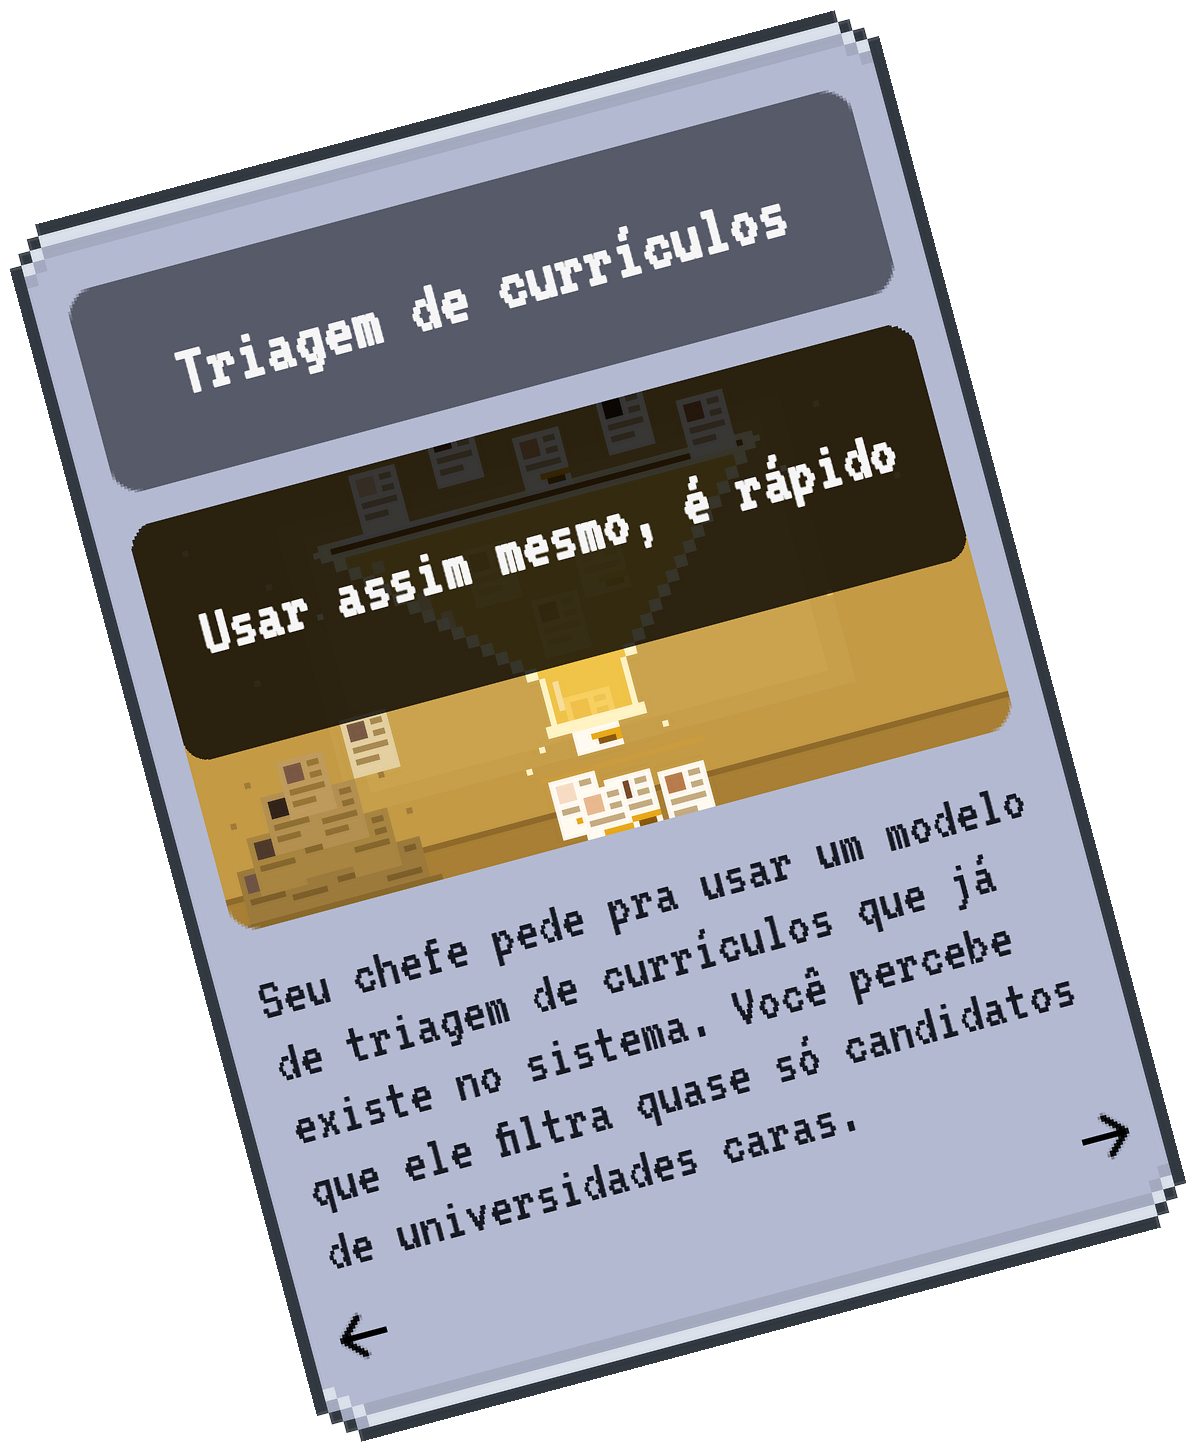 Triagem de currículos
Usar assim mesmo, é rápido
Seu chefe pede pra usar um modelo
de triagem de currículos que já
existe no sistema. Você percebe
que ele filtra quase só candidatos
de universidades caras.